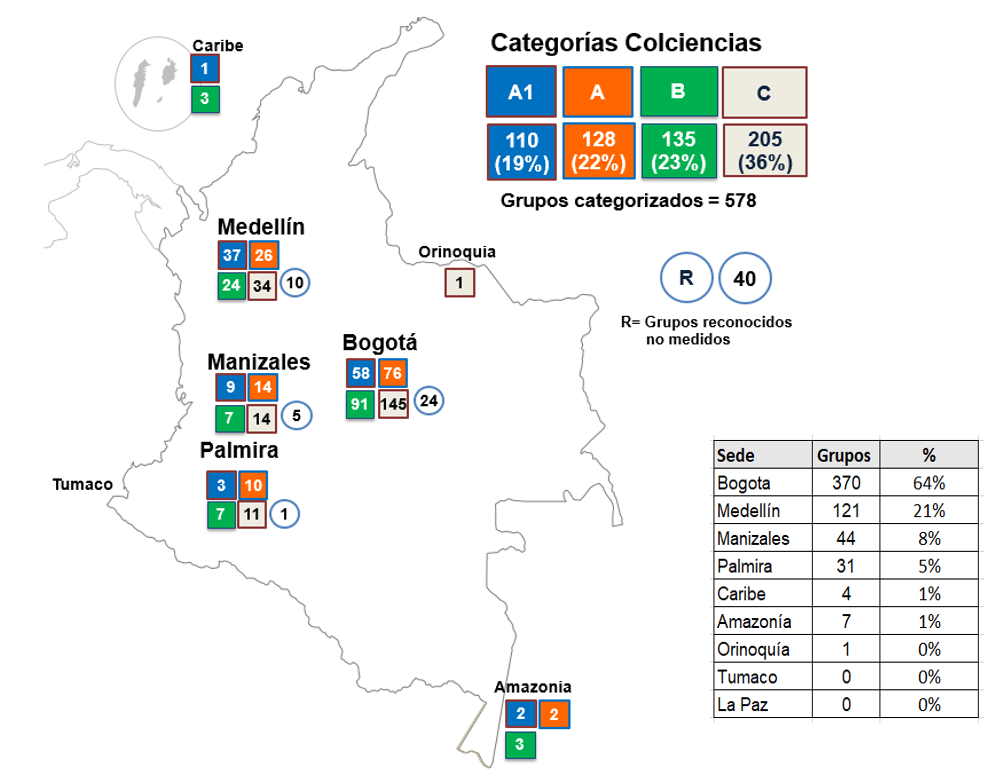 Caribe
1
3
Categorías Colciencias
A1 A B C
110 128 135 205
(19%) (22%) (23%) (36%)
Grupos categorizados = 578
Medellín
37 26
24 34 10
Orinoquia
1
R 40
R= Grupos reconocidos
no medidos
Bogotá
58 76
91 145 24
Manizales
9 14
7 14 5
Palmira
3 10
7 11 1
Tumaco
Sede Grupos %
Bogota 370 64%
Medellín 121 21%
Manizales 44 8%
Palmira 31 5%
Caribe 4 1%
Amazonía 7 1%
Orinoquía 1 0%
Tumaco 0 0%
La Paz 0 0%
Amazonia
2 2
3